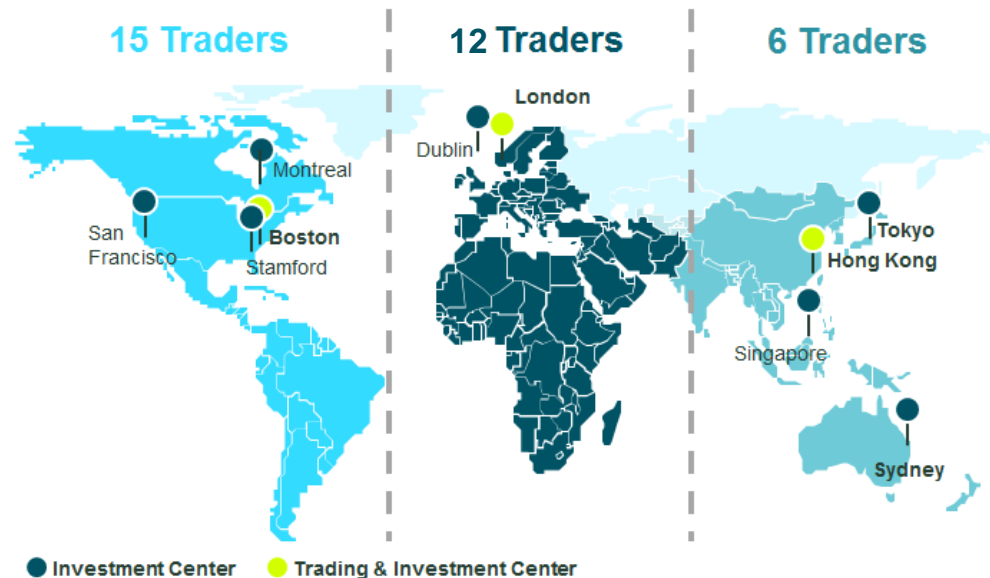 15 Traders
12 Traders
6 Traders
London
Dublin
Montreal
San
Francisco
Boston
Stamford
Tokyo
Hong Kong
Singapore
Sydney
Investment Center
Trading & Investment Center